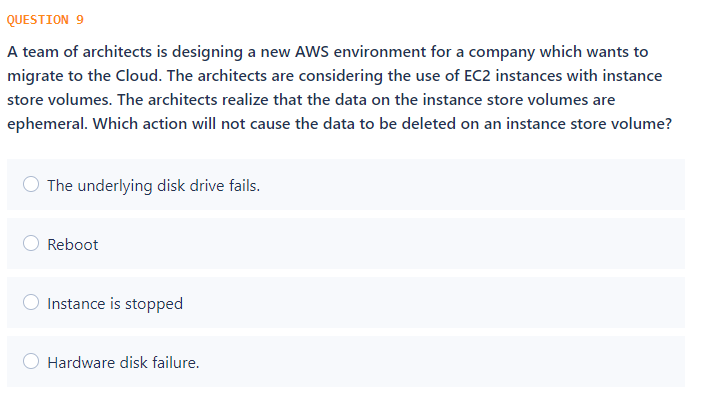 QUESTION 9
A team of architects is designing a new AWS environment for a company which wants to
migrate to the Cloud. The architects are considering the use of EC2 instances with instance
store volumes. The architects realize that the data on the instance store volumes are
ephemeral. Which action will not cause the data to be deleted on an instance store volume?
The underlying disk drive fails.
Reboot
Instance is stopped
Hardware disk failure.